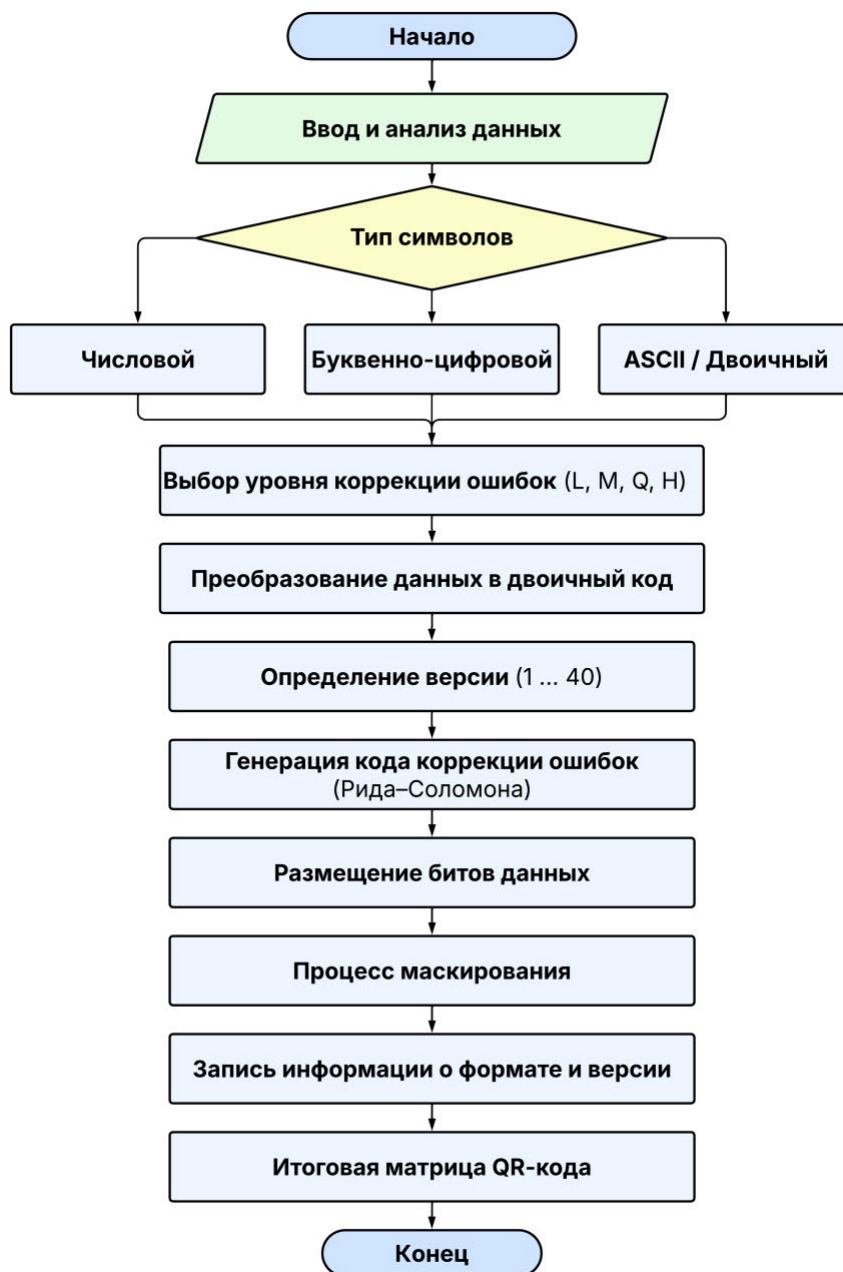 Начало
Ввод и анализ данных
Тип символов
Числовой
Буквенно-цифровой
ASCII / Двоичный
Выбор уровня коррекции ошибок (L, M, Q, H)
Преобразование данных в двоичный код
Определение версии (1 ... 40)
Генерация кода коррекции ошибок
(Рида–Соломона)
Размещение битов данных
Процесс маскирования
Запись информации о формате и версии
Итоговая матрица QR-кода
Конец